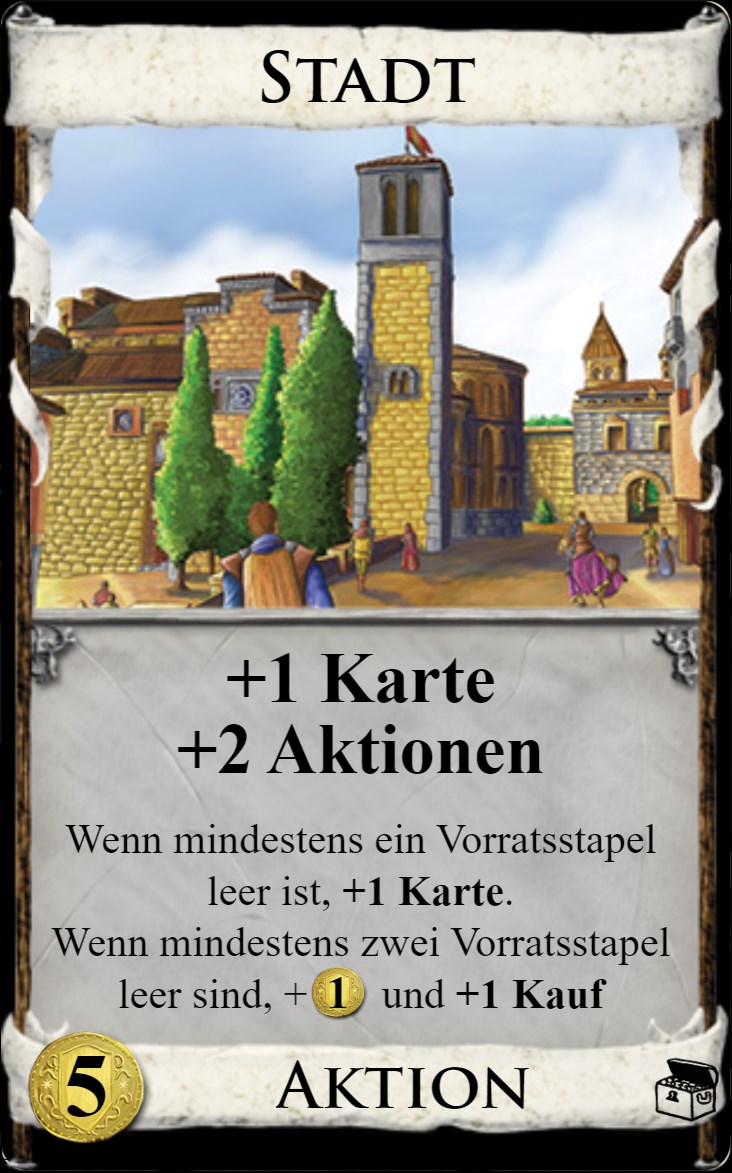 Stadt
+1 Karte
+2 Aktionen
Wenn mindestens ein Vorratsstapel
leer ist, +1 Karte.
Wenn mindestens zwei Vorratsstapel
leer sind, +1 und +1 Kauf
5 Aktion